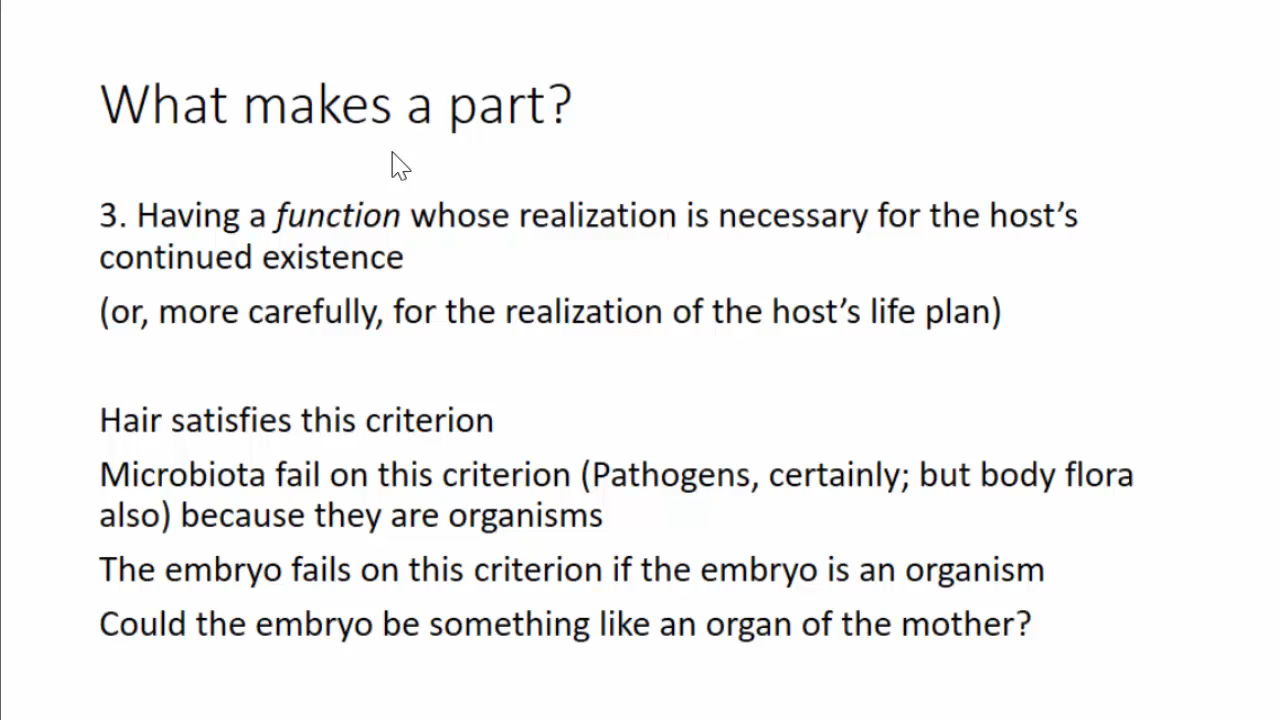 What makes a part?
3. Having a function whose realization is necessary for the host’s
continued existence
(or, more carefully, for the realization of the host’s life plan)
Hair satisfies this criterion
Microbiota fail on this criterion (Pathogens, certainly; but body flora
also) because they are organisms
The embryo fails on this criterion if the embryo is an organism
Could the embryo be something like an organ of the mother?